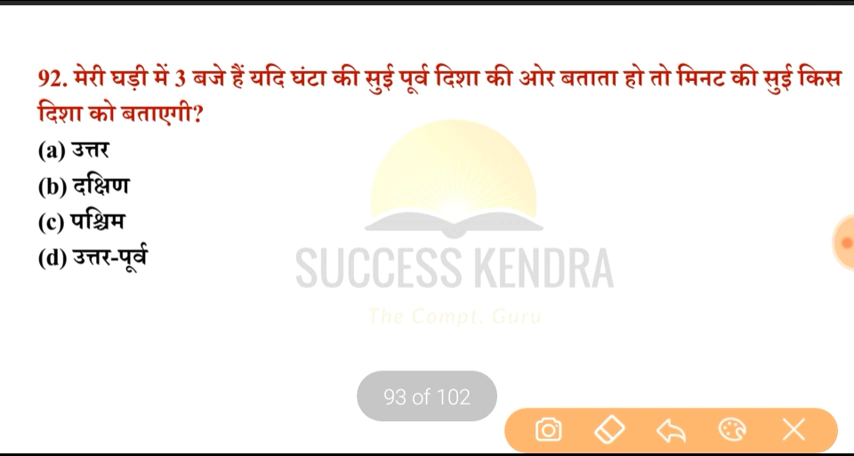 92. मेरी घड़ी में 3 बजे हैं यदि घंटा की सुई पूर्व दिशा की ओर बताता हो तो मिनट की सुई किस
दिशा को बताएगी?
(a) उत्तर
(b) दक्षिण
(c) पश्चिम
(d) उत्तर-पूर्व
SUCCESS KENDRA
The Compt. Guru
93 of 102